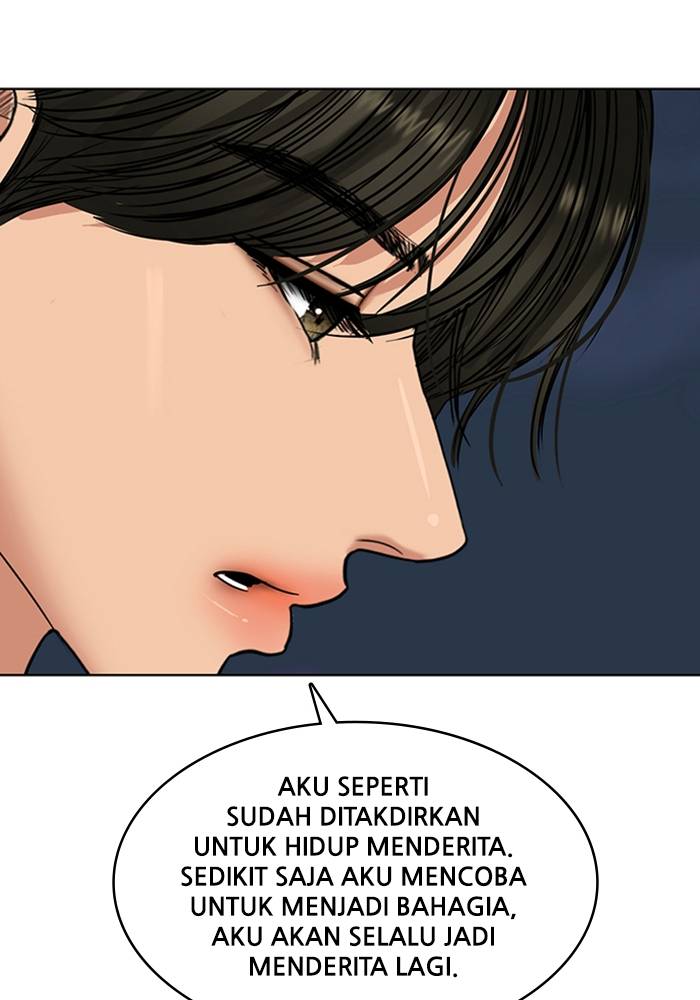 AKU SEPERTI
SUDAH DITAKDIRKAN
UNTUK HIDUP MENDERITA.
SEDIKIT SAJA AKU MENCOBA
UNTUK MENJADI BAHAGIA,
AKU AKAN SELALU JADI
MENDERITA LAGI.